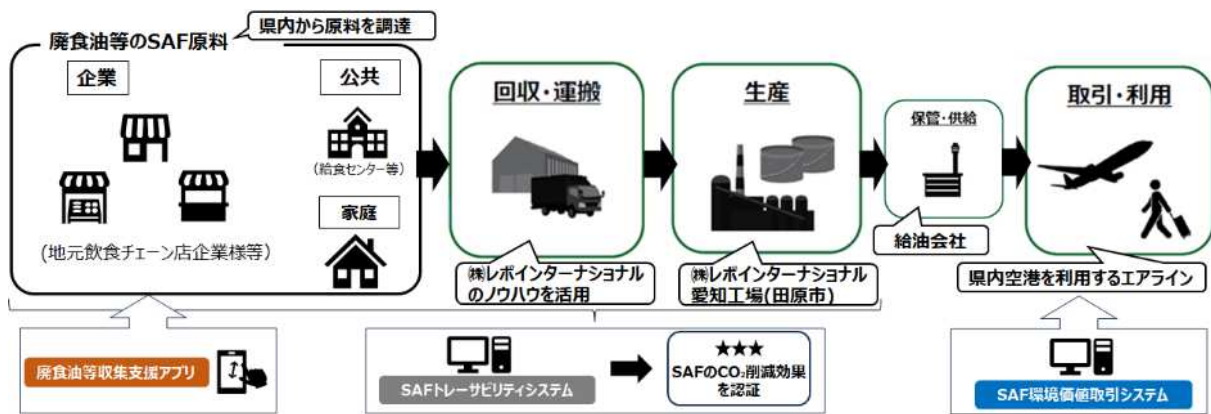 県内から原料を調達
廃食油等のSAF原料
企業
公共
(給食センター等)
家庭
(地元飲食チェーン店企業様等)
回収・運搬
㈱レボインターナショナル
のノウハウを活用
生産
㈱レボインターナショナル
愛知工場(田原市)
保管・供給
給油会社
取引・利用
県内空港を利用するエアライン
廃食油等収集支援アプリ
SAFトレーサビリティシステム
★★★
SAFのCO₂削減効果
を認証
SAF環境価値取引システム